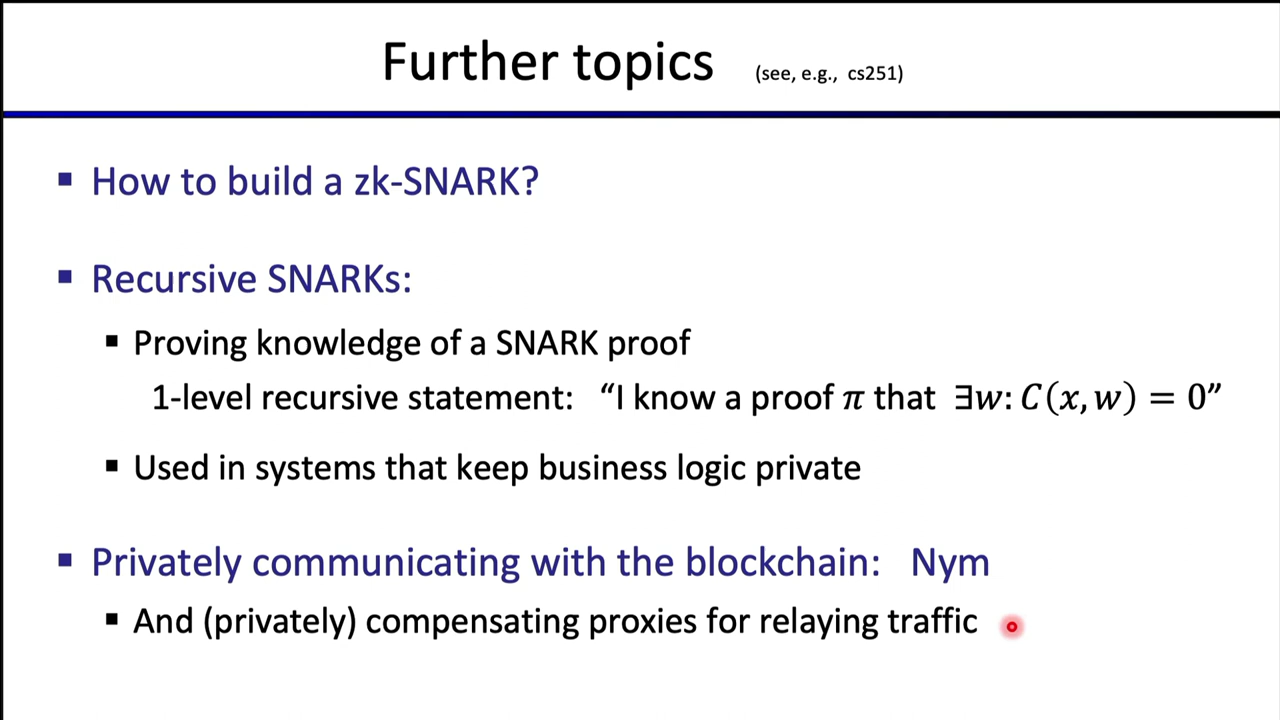 Further topics (see, e.g., cs251)
▪ How to build a zk-SNARK?
▪ Recursive SNARKs:
▪ Proving knowledge of a SNARK proof
1-level recursive statement: “I know a proof π that ∃w: C(x, w) = 0”
▪ Used in systems that keep business logic private
▪ Privately communicating with the blockchain: Nym
▪ And (privately) compensating proxies for relaying traffic